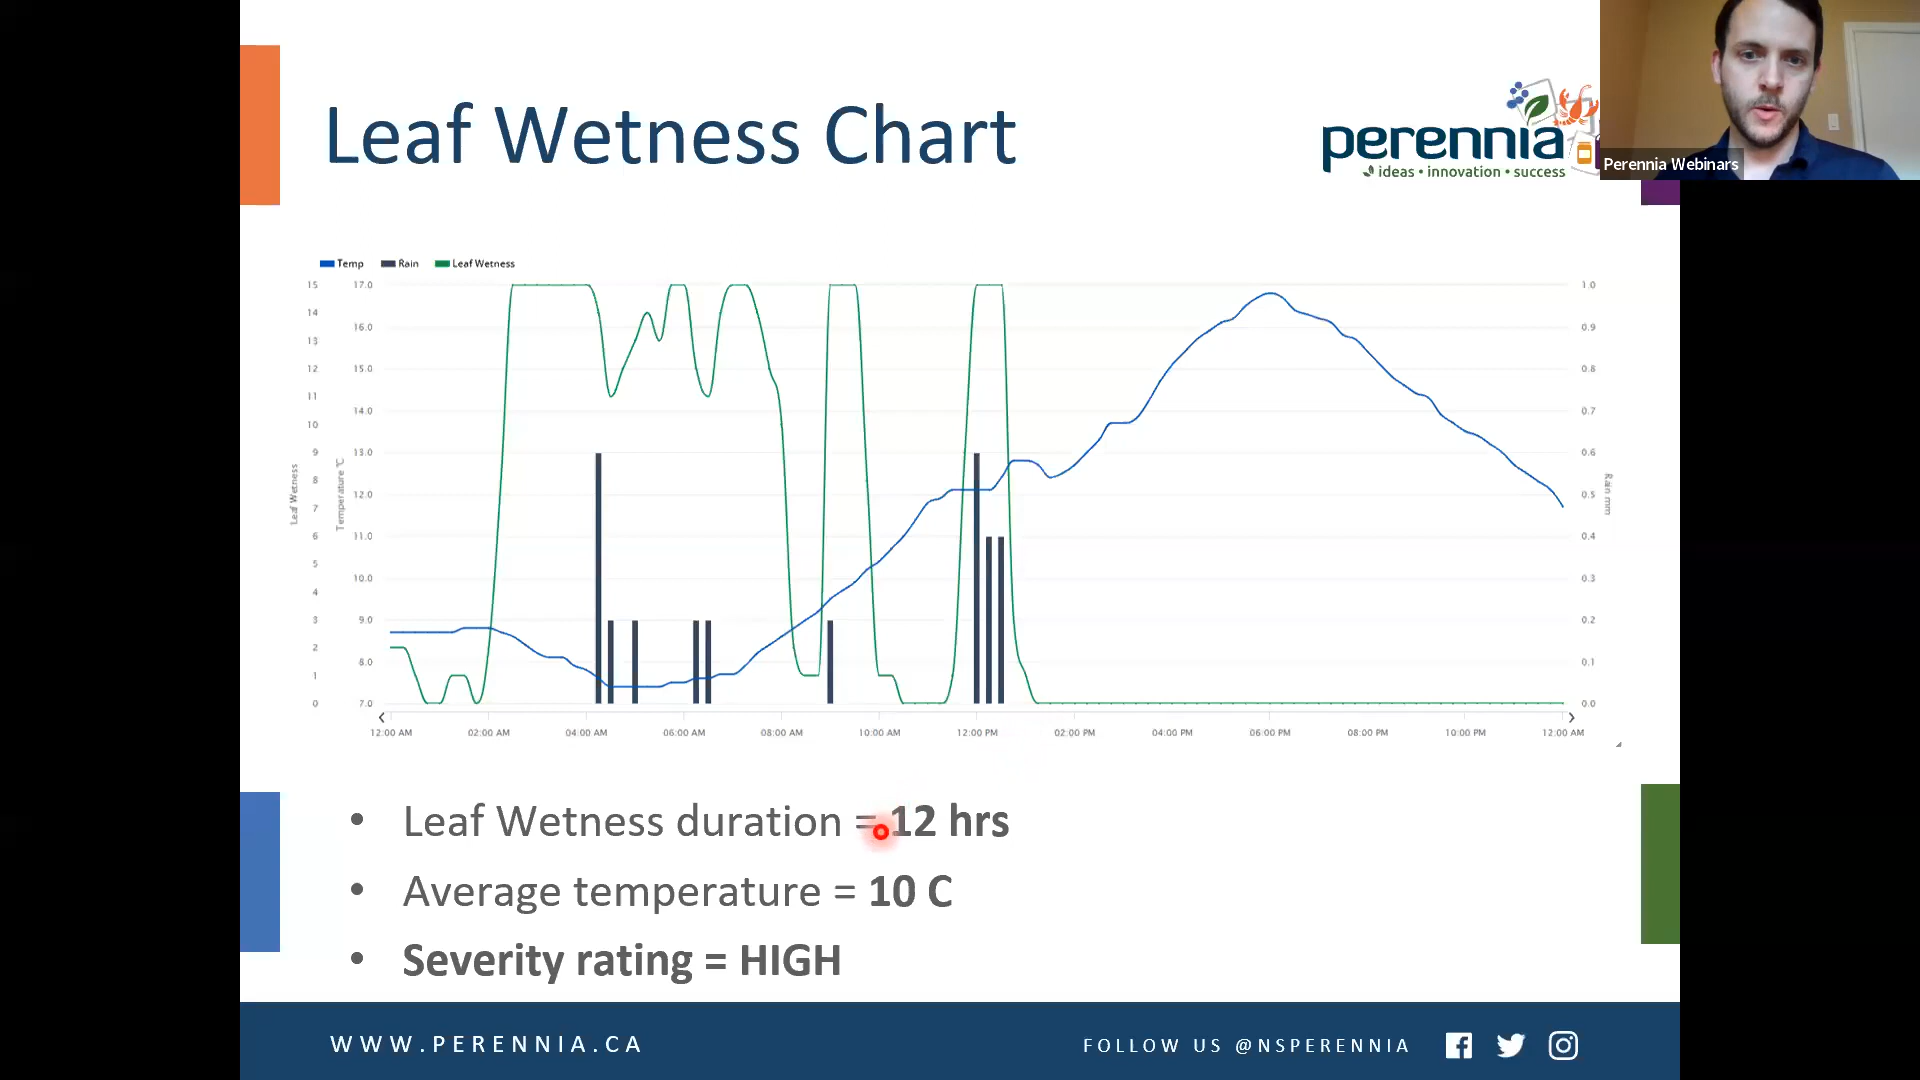 Leaf Wetness Chart
perennia
ideas • innovation • success
Perennia Webinars
Temp Rain Leaf Wetness
15 17.0 1.0
14 16.0 0.9
13
12 15.0 0.8
11
10 14.0 0.7
9 13.0 0.6
8 12.0 0.5
7
6 11.0 0.4
5 10.0 0.3
4
3 9.0 0.2
2 8.0 0.1
1
0 7.0 0.0
Leaf Wetness
Temperature °C
Rain mm
12:00 AM 02:00 AM 04:00 AM 06:00 AM 08:00 AM 10:00 AM 12:00 PM 02:00 PM 04:00 PM 06:00 PM 08:00 PM 10:00 PM 12:00 AM
• Leaf Wetness duration = 12 hrs
• Average temperature = 10 C
• Severity rating = HIGH
WWW.PERENNIA.CA
FOLLOW US @NSPERENNIA